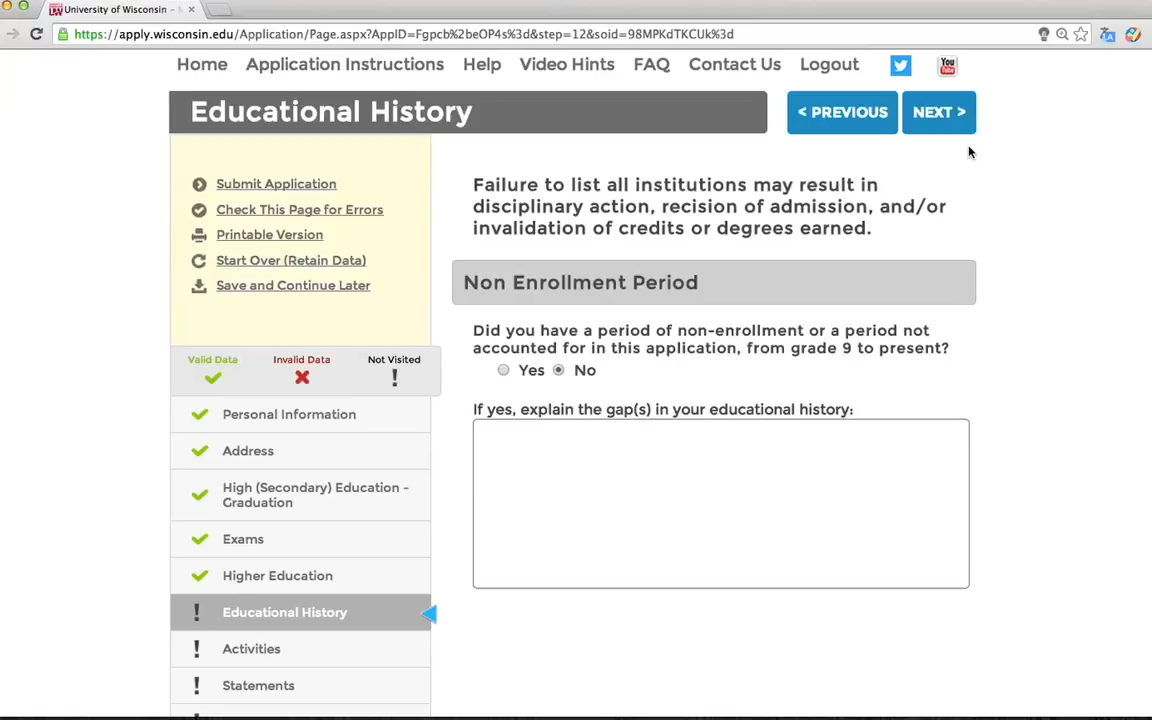 University of Wisconsin -
https://apply.wisconsin.edu/Application/Page.aspx?AppID=Fgpcb%2beOP4s%3d&step=12&soid=98MPKdTKCUk%3d
Home Application Instructions Help Video Hints FAQ Contact Us Logout You Tube
Educational History
< PREVIOUS NEXT >
Submit Application
Check This Page for Errors
Printable Version
Start Over (Retain Data)
Save and Continue Later
Valid Data Invalid Data Not Visited
Personal Information
Address
High (Secondary) Education -
Graduation
Exams
Higher Education
Educational History
Activities
Statements
Failure to list all institutions may result in
disciplinary action, recision of admission, and/or
invalidation of credits or degrees earned.
Non Enrollment Period
Did you have a period of non-enrollment or a period not
accounted for in this application, from grade 9 to present?
Yes No
If yes, explain the gap(s) in your educational history: